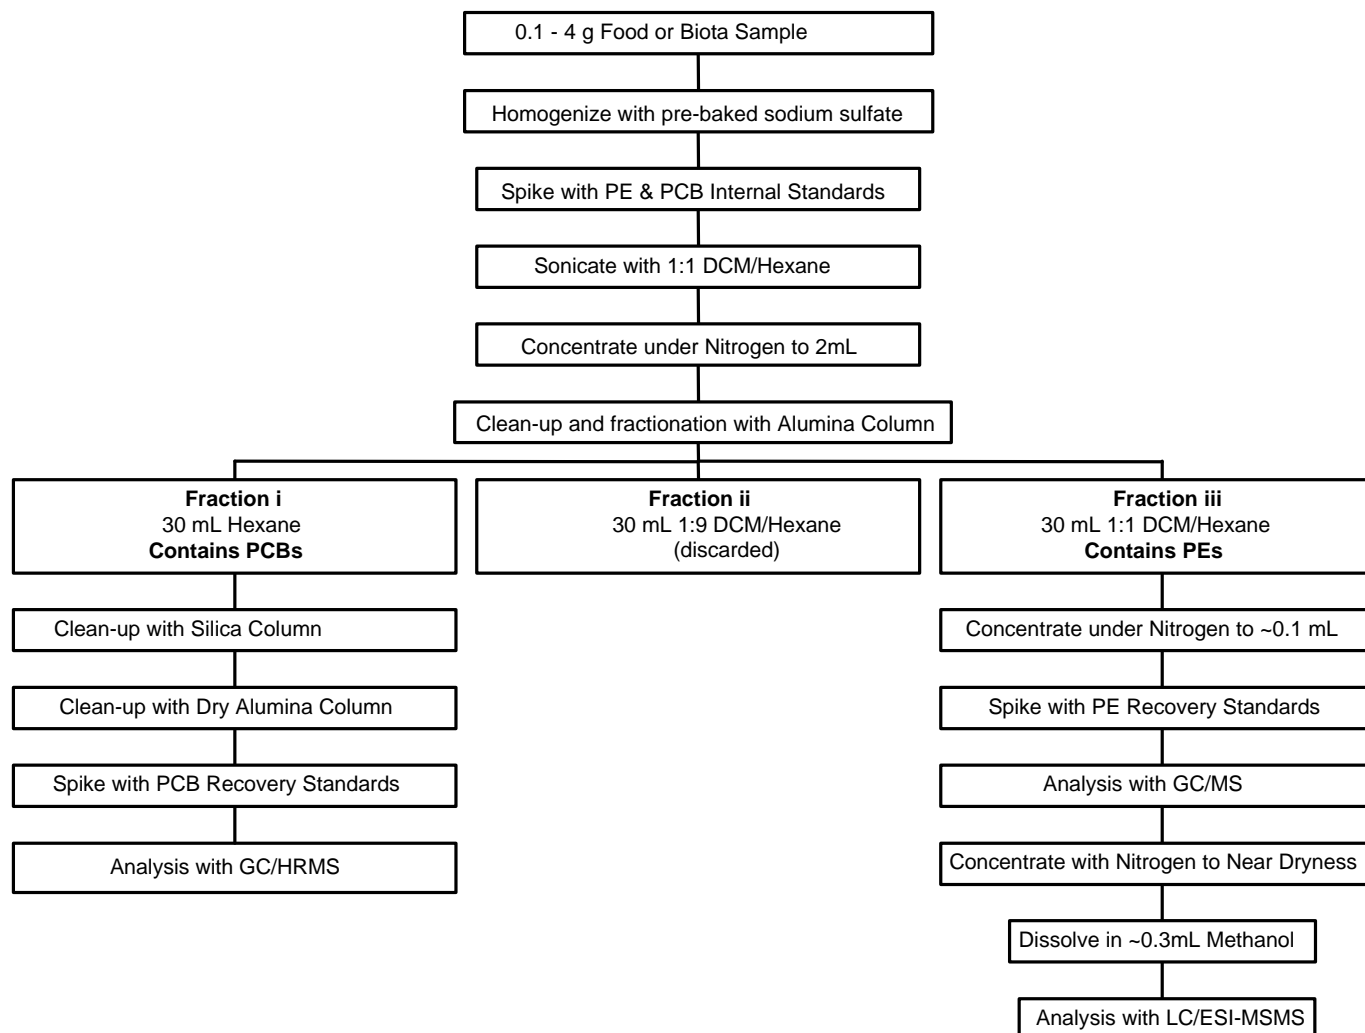 0.1 - 4 g Food or Biota Sample
Homogenize with pre-baked sodium sulfate
Spike with PE & PCB Internal Standards
Sonicate with 1:1 DCM/Hexane
Concentrate under Nitrogen to 2mL
Clean-up and fractionation with Alumina Column
Fraction i
30 mL Hexane
Contains PCBs
Fraction ii
30 mL 1:9 DCM/Hexane
(discarded)
Fraction iii
30 mL 1:1 DCM/Hexane
Contains PEs
Clean-up with Silica Column
Clean-up with Dry Alumina Column
Spike with PCB Recovery Standards
Analysis with GC/HRMS
Concentrate under Nitrogen to ~0.1 mL
Spike with PE Recovery Standards
Analysis with GC/MS
Concentrate with Nitrogen to Near Dryness
Dissolve in ~0.3mL Methanol
Analysis with LC/ESI-MSMS